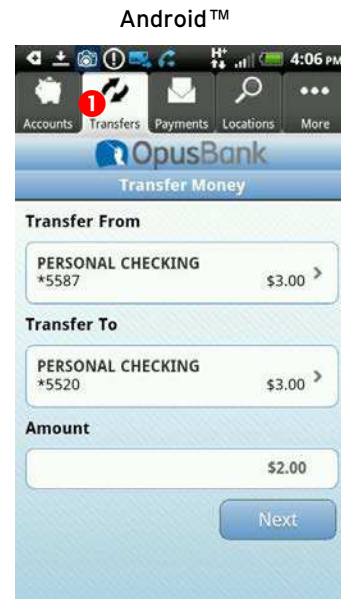 Android™
H+ 4:06 PM
1
Accounts Transfers Payments Locations More
OpusBank
Transfer Money
Transfer From
PERSONAL CHECKING
*5587 $3.00
Transfer To
PERSONAL CHECKING
*5520 $3.00
Amount
$2.00
Next